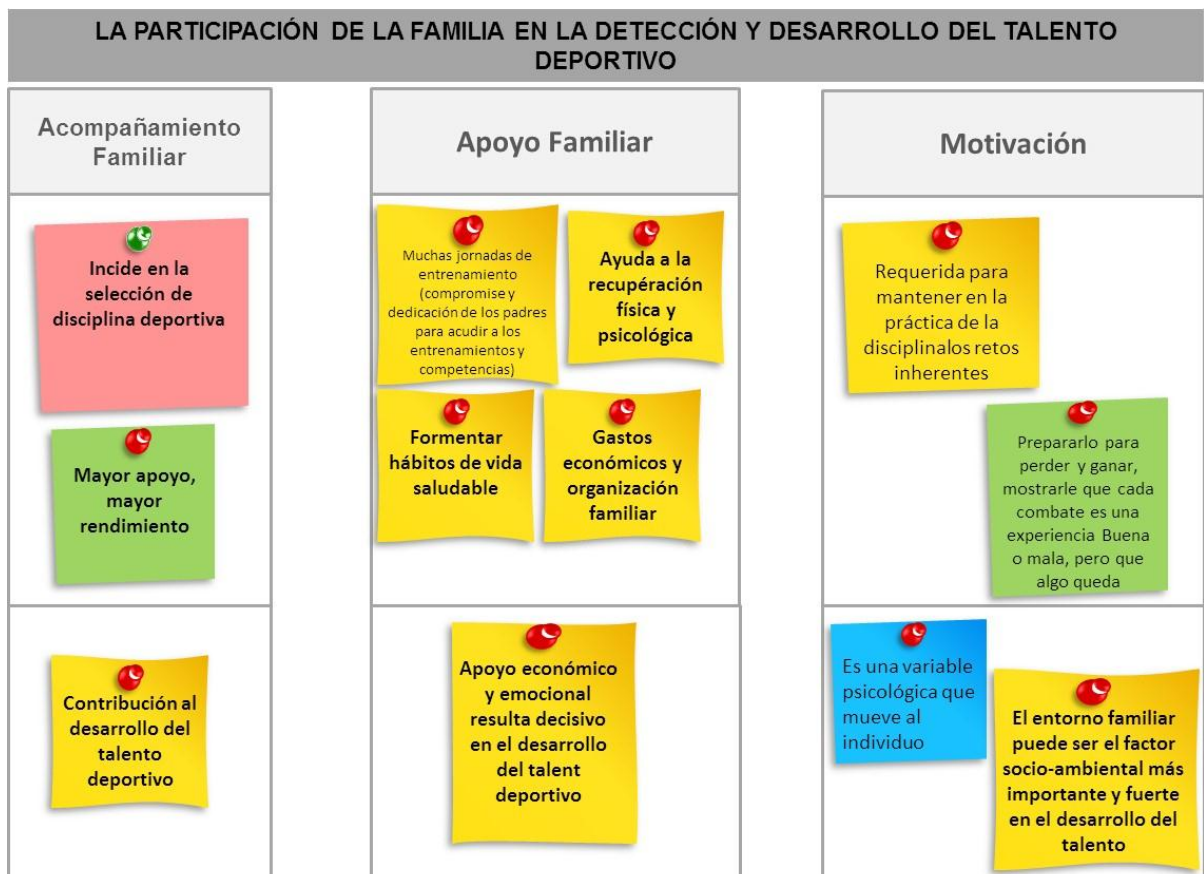 LA PARTICIPACIÓN DE LA FAMILIA EN LA DETECCIÓN Y DESARROLLO DEL TALENTO
DEPORTIVO
Acompañamiento
Familiar
Incide en la
selección de
disciplina deportiva
Mayor apoyo,
mayor
rendimiento
Contribución al
desarrollo del
talento
deportivo
Apoyo Familiar
Muchas jornadas de
entrenamiento
(compromise y
dedicación de los padres
para acudir a los
entrenamientos y
competencias)
Ayuda a la
recupéración
física y
psicológica
Formentar
hábitos de vida
saludable
Gastos
económicos y
organización
familiar
Apoyo económico
y emocional
resulta decisivo
en el desarrollo
del talent
deportivo
Motivación
Requerida para
mantener en la
práctica de la
disciplinalos retos
inherentes
Prepararlo para
perder y ganar,
mostrarle que cada
combate es una
experiencia Buena
o mala, pero que
algo queda
Es una variable
psicológica que
mueve al
individuo
El entorno familiar
puede ser el factor
socio-ambiental más
importante y fuerte
en el desarrollo del
talento